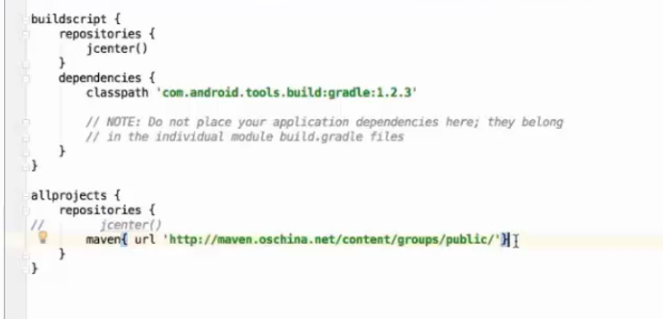 buildscript {
    repositories {
        jcenter()
    }
    dependencies {
        classpath 'com.android.tools.build:gradle:1.2.3'

        // NOTE: Do not place your application dependencies here; they belong
        // in the individual module build.gradle files
    }
}

allprojects {
    repositories {
//        jcenter()
        maven{ url 'http://maven.oschina.net/content/groups/public/'}
    }
}